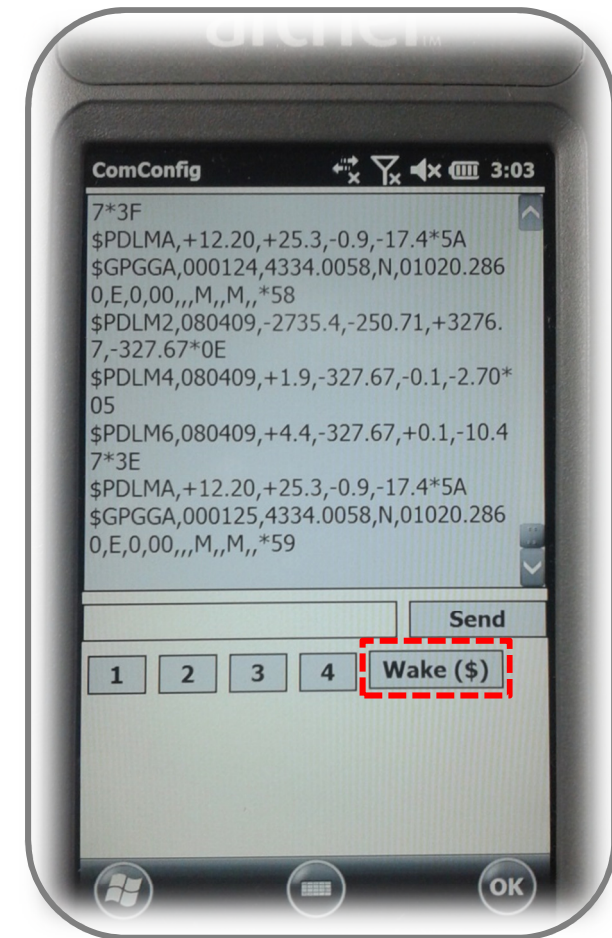 archer
ComConfig 3:03
7*3F
$PDLMA,+12.20,+25.3,-0.9,-17.4*5A
$GPGGA,000124,4334.0058,N,01020.286
0,E,0,00,,,M,,M,,*58
$PDLM2,080409,-2735.4,-250.71,+3276.
7,-327.67*0E
$PDLM4,080409,+1.9,-327.67,-0.1,-2.70*
05
$PDLM6,080409,+4.4,-327.67,+0.1,-10.4
7*3E
$PDLMA,+12.20,+25.3,-0.9,-17.4*5A
$GPGGA,000125,4334.0058,N,01020.286
0,E,0,00,,,M,,M,,*59
Send
1 2 3 4 Wake ($)
OK